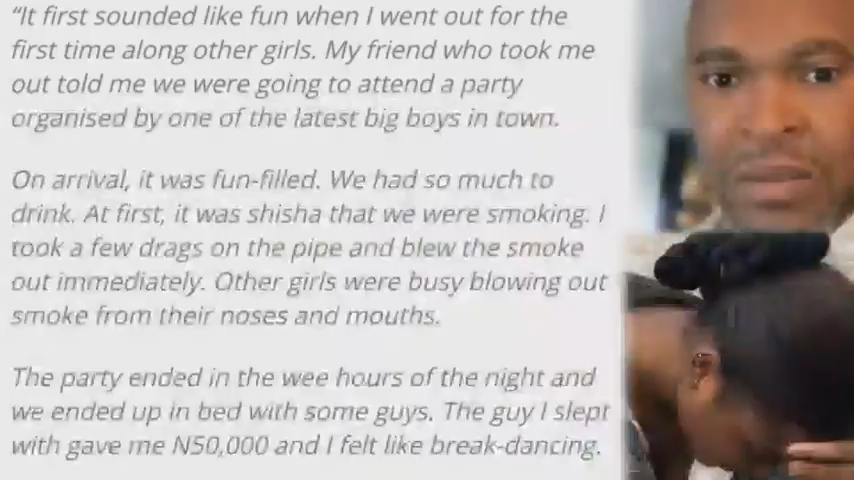 “It first sounded like fun when I went out for the
first time along other girls. My friend who took me
out told me we were going to attend a party
organised by one of the latest big boys in town.
On arrival, it was fun-filled. We had so much to
drink. At first, it was shisha that we were smoking. I
took a few drags on the pipe and blew the smoke
out immediately. Other girls were busy blowing out
smoke from their noses and mouths.
The party ended in the wee hours of the night and
we ended up in bed with some guys. The guy I slept
with gave me N50,000 and I felt like break-dancing.